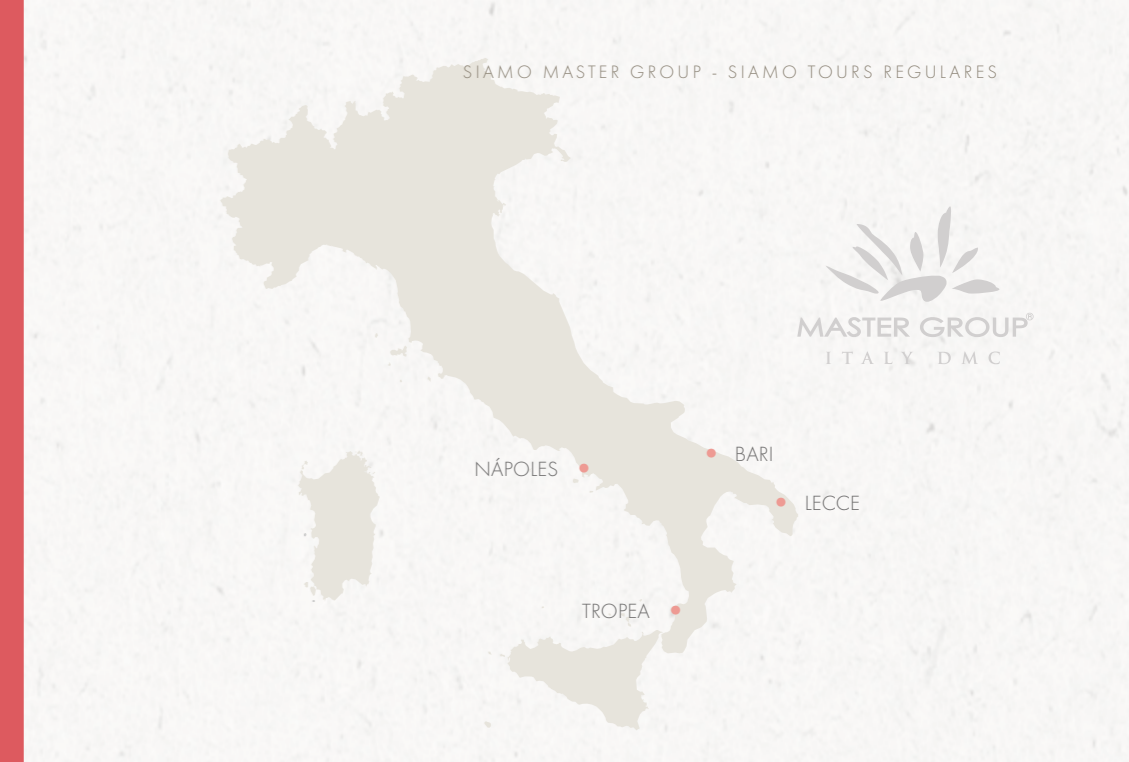 SIAMO MASTER GROUP - SIAMO TOURS REGULARES
MASTER GROUP®
ITALY DMC
BARI
NÁPOLES
LECCE
TROPEA